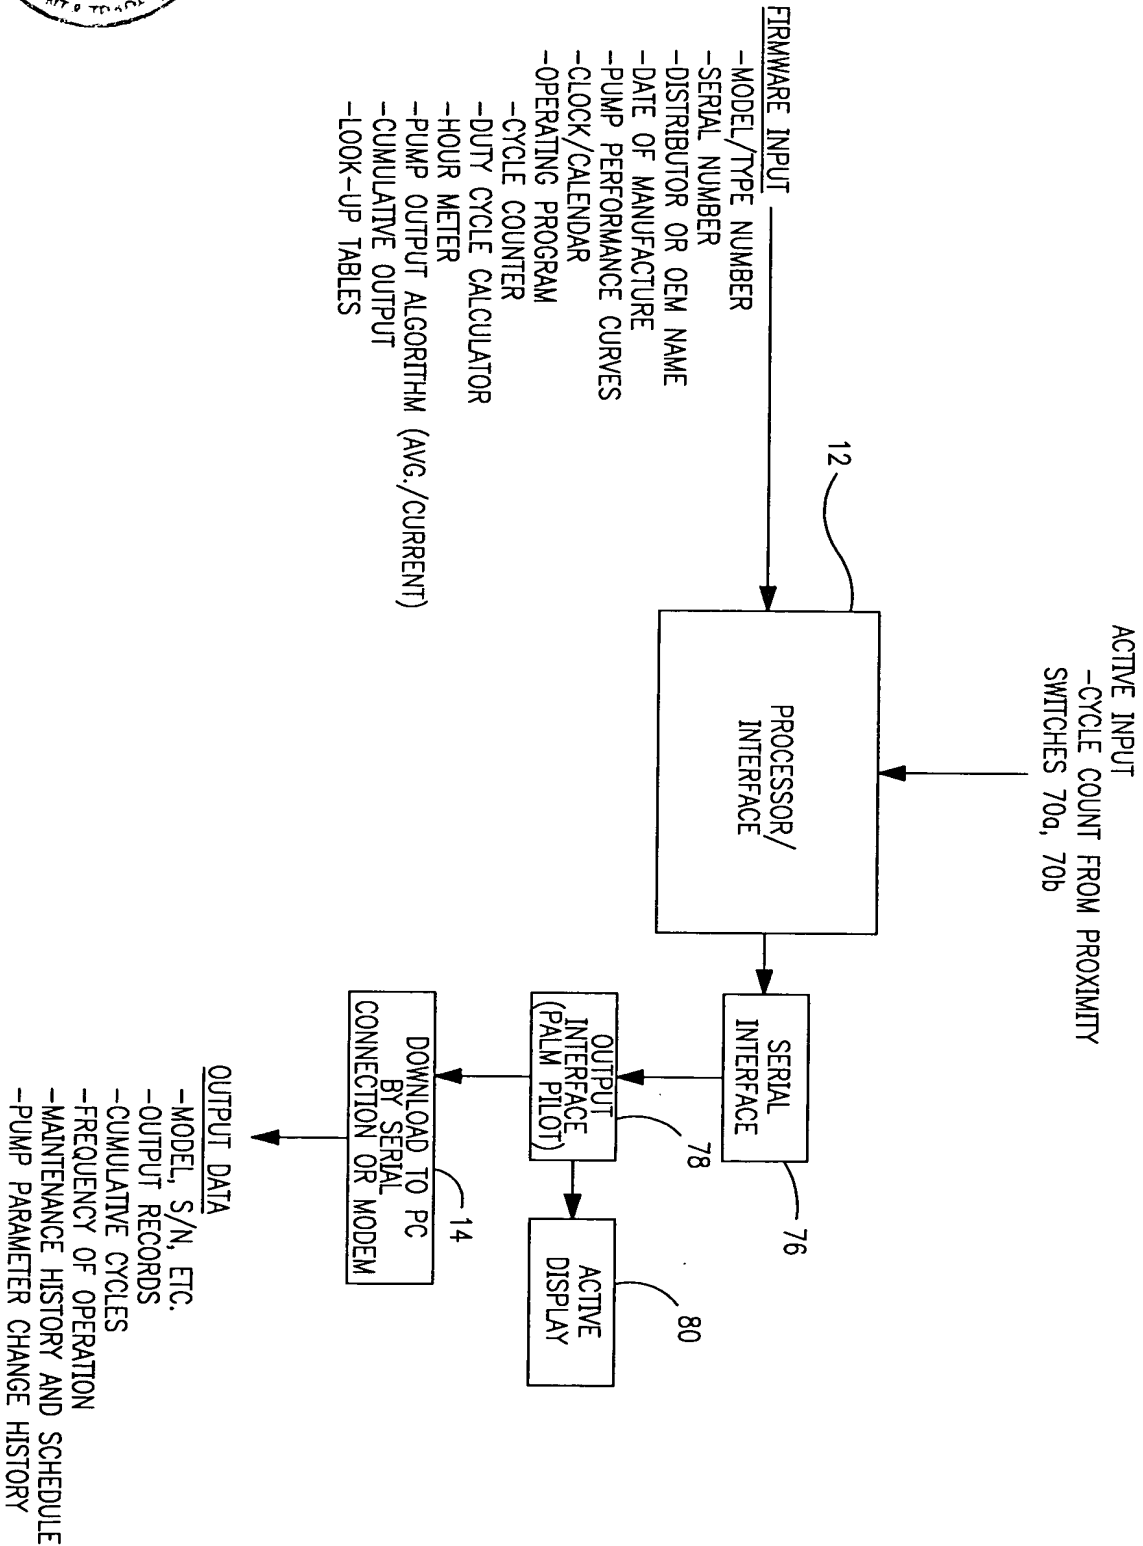 ACTIVE INPUT
-CYCLE COUNT FROM PROXIMITY
SWITCHES 70a, 70b
FIRMWARE INPUT
-MODEL/TYPE NUMBER
-SERIAL NUMBER
-DISTRIBUTOR OR OEM NAME
-DATE OF MANUFACTURE
-PUMP PERFORMANCE CURVES
-CLOCK/CALENDAR
-OPERATING PROGRAM
-CYCLE COUNTER
-DUTY CYCLE CALCULATOR
-HOUR METER
-PUMP OUTPUT ALGORITHM (AVG./CURRENT)
-CUMULATIVE OUTPUT
-LOOK-UP TABLES
12
PROCESSOR/
INTERFACE
SERIAL
INTERFACE
76
OUTPUT
INTERFACE
(PALM PILOT)
78
ACTIVE
DISPLAY
80
DOWNLOAD TO PC
BY SERIAL
CONNECTION OR MODEM
14
OUTPUT DATA
-MODEL, S/N, ETC.
-OUTPUT RECORDS
-CUMULATIVE CYCLES
-FREQUENCY OF OPERATION
-MAINTENANCE HISTORY AND SCHEDULE
-PUMP PARAMETER CHANGE HISTORY